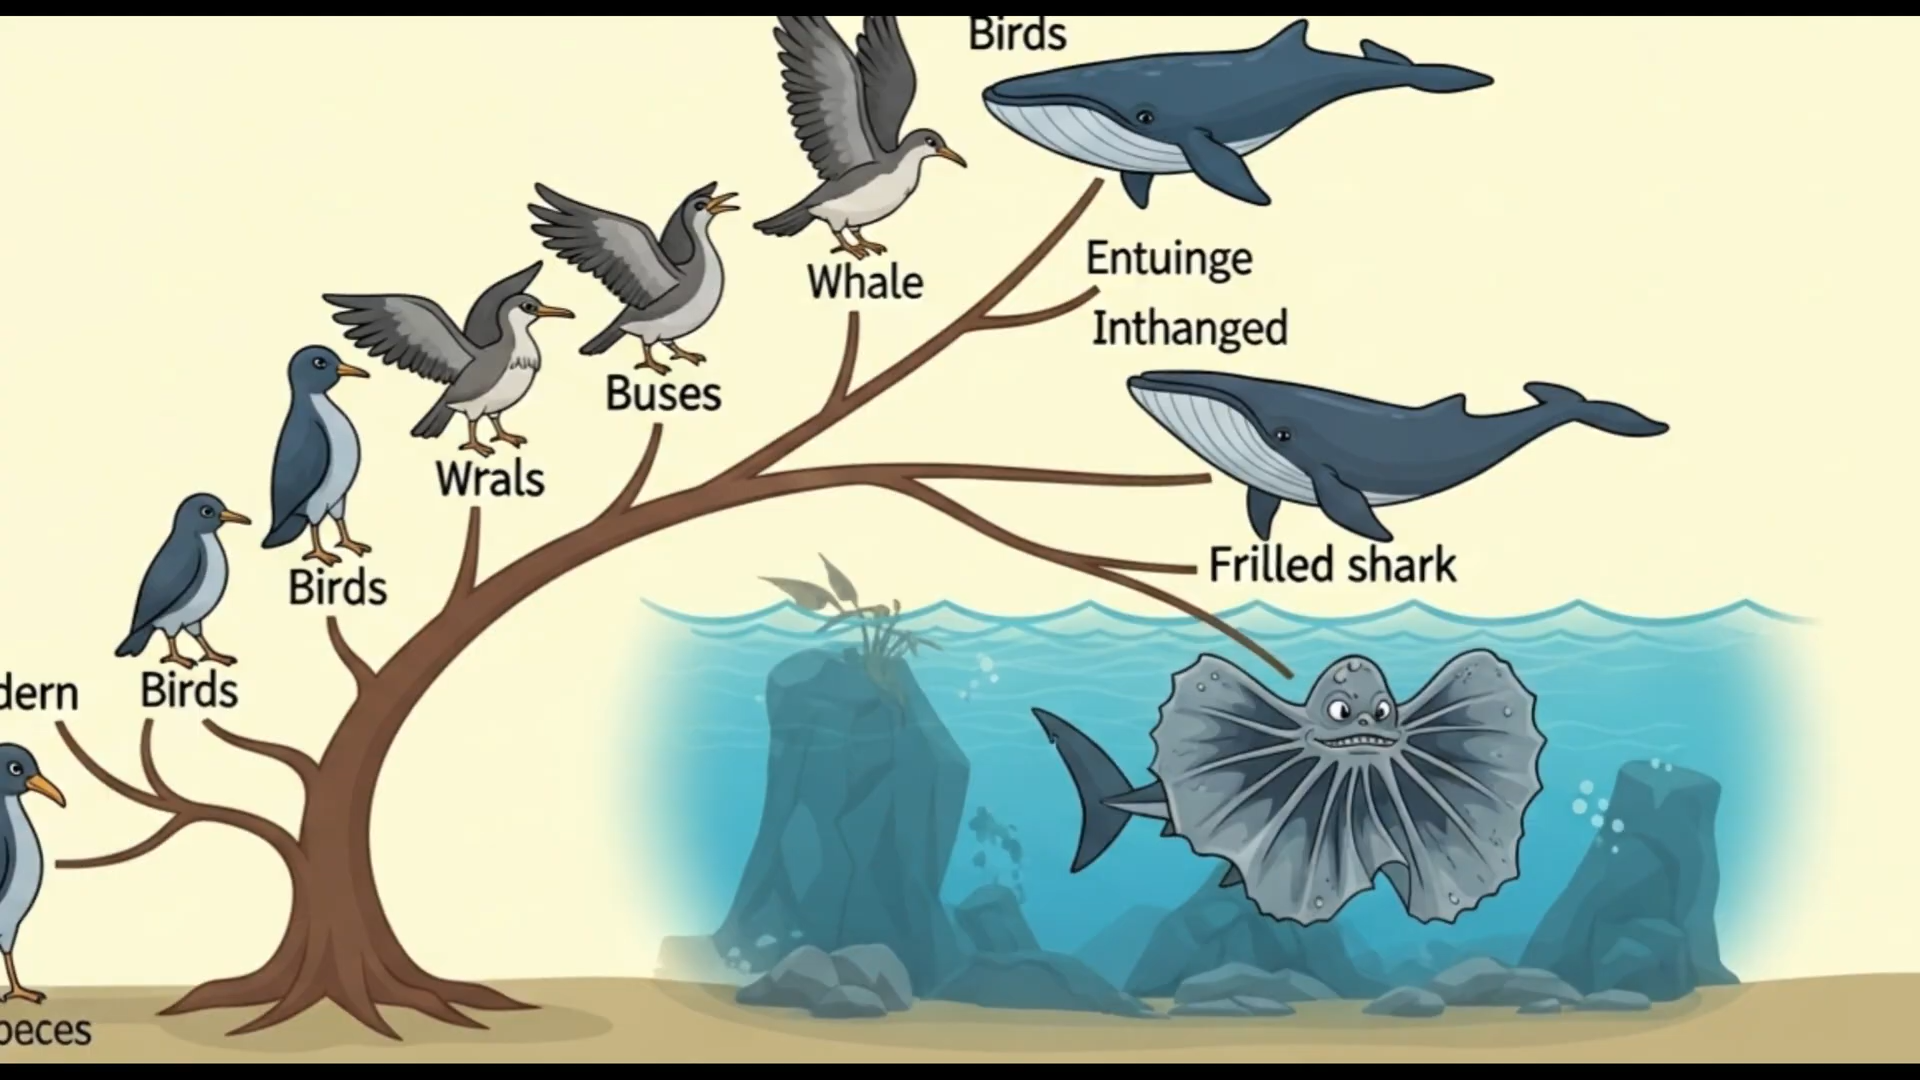 Birds
Entuinge
Whale
Inthanged
Buses
Wrals
Frilled shark
Birds
dern
Birds
peces